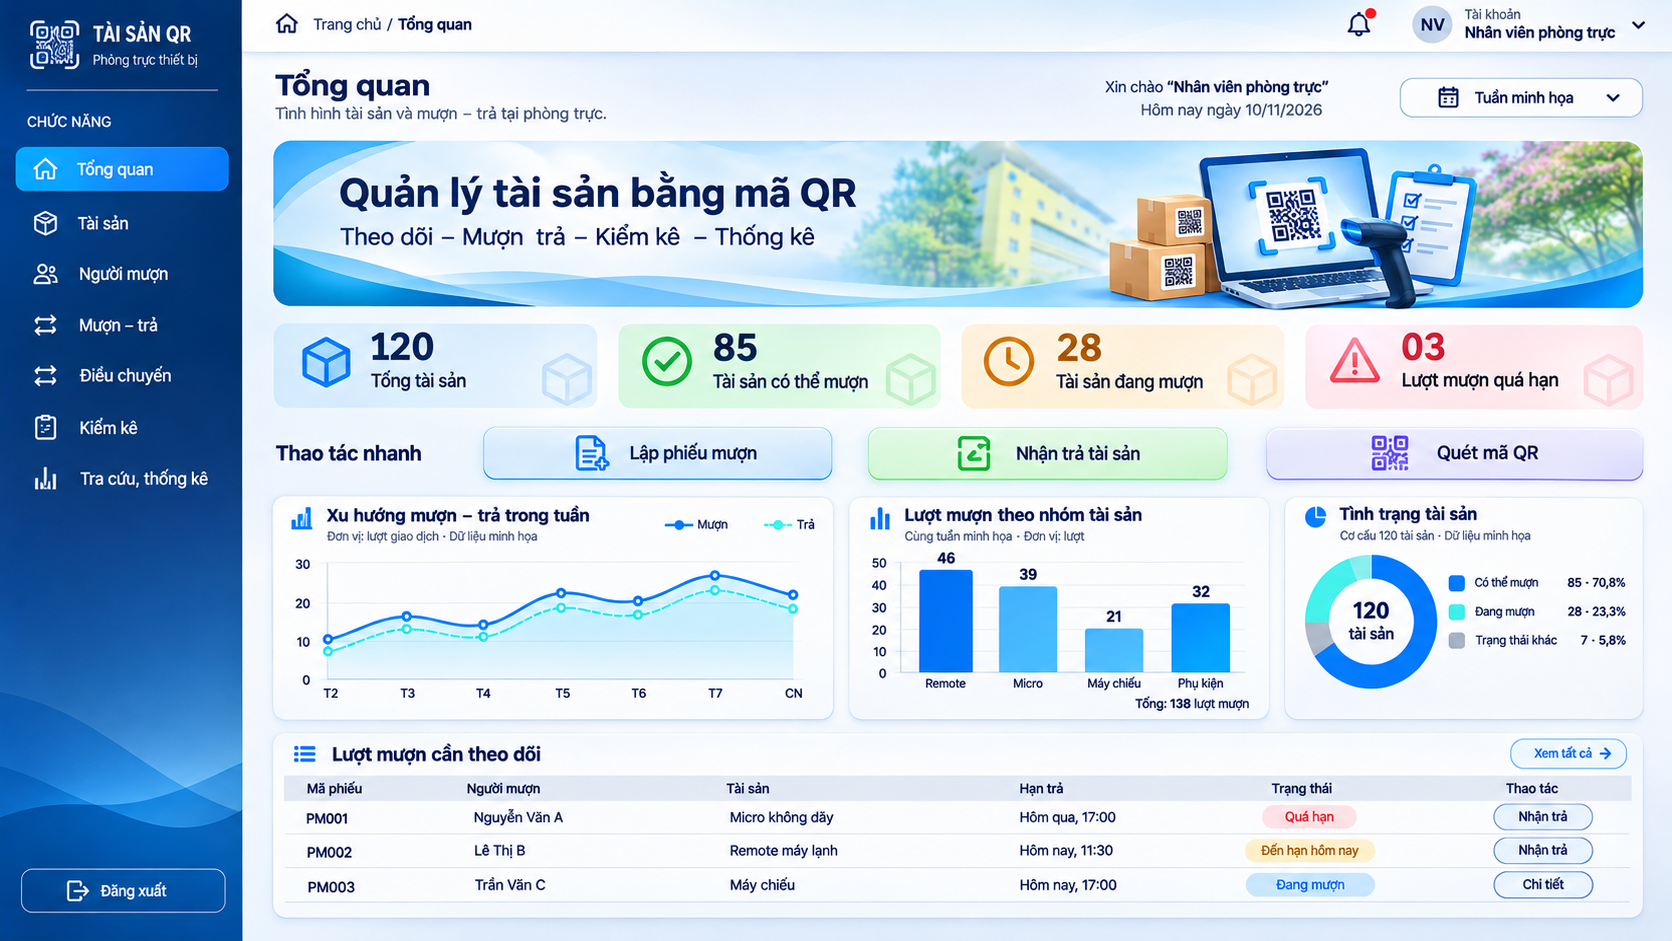 TÀI SẢN QR
Phòng trực thiết bị
CHỨC NĂNG
Tổng quan
Tài sản
Người mượn
Mượn – trả
Điều chuyến
Kiểm kê
Tra cứu, thống kê
Đăng xuất
Trang chủ / Tổng quan
NV
Tài khoản
Nhân viên phòng trực
Tổng quan
Tình hình tài sản và mượn – trả tại phòng trực.
Xin chào “Nhân viên phòng trực”
Hôm nay ngày 10/11/2026
Tuần minh họa
Quản lý tài sản bằng mã QR
Theo dõi – Mượn trả – Kiểm kê – Thống kê
120
Tổng tài sản
85
Tài sản có thể mượn
28
Tài sản đang mượn
03
Lượt mượn quá hạn
Thao tác nhanh
Lập phiếu mượn
Nhận trả tài sản
Quét mã QR
Xu hướng mượn – trả trong tuần
Đơn vị: lượt giao dịch · Dữ liệu minh họa
Mượn
Trả
30
20
10
0
T2 T3 T4 T5 T6 T7 CN
Lượt mượn theo nhóm tài sản
Cùng tuần minh họa · Đơn vị: lượt
50
40
30
20
10
0
46 39 21 32
Remote Micro Máy chiếu Phụ kiện
Tổng: 138 lượt mượn
Tình trạng tài sản
Cơ cấu 120 tài sản · Dữ liệu minh họa
120
tài sản
Có thể mượn 85 · 70,8%
Đang mượn 28 · 23,3%
Trạng thái khác 7 · 5,8%
Lượt mượn cần theo dõi
Xem tất cả →
Mã phiếu Người mượn Tài sản Hạn trả Trạng thái Thao tác
PM001 Nguyễn Văn A Micro không dây Hôm qua, 17:00 Quá hạn Nhận trả
PM002 Lê Thị B Remote máy lạnh Hôm nay, 11:30 Đến hạn hôm nay Nhận trả
PM003 Trần Văn C Máy chiếu Hôm nay, 17:00 Đang mượn Chi tiết